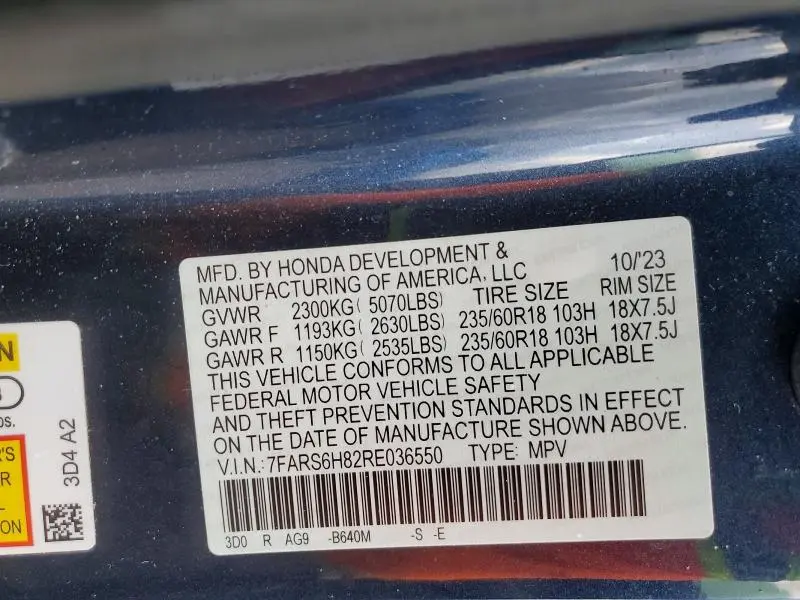 MFD. BY HONDA DEVELOPMENT & 10/'23
MANUFACTURING OF AMERICA, LLC
GVWR 2300KG( 5070LBS) TIRE SIZE RIM SIZE
GAWR F 1193KG( 2630LBS) 235/60R18 103H 18X7.5J
GAWR R 1150KG( 2535LBS) 235/60R18 103H 18X7.5J
THIS VEHICLE CONFORMS TO ALL APPLICABLE
FEDERAL MOTOR VEHICLE SAFETY
AND THEFT PREVENTION STANDARDS IN EFFECT
ON THE DATE OF MANUFACTURE SHOWN ABOVE.
V.I.N.:7FARS6H82RE036550 TYPE: MPV
3D0 R AG9 -B640M -S -E
3D4 A2
N
os.
R'S
R
L-
ION